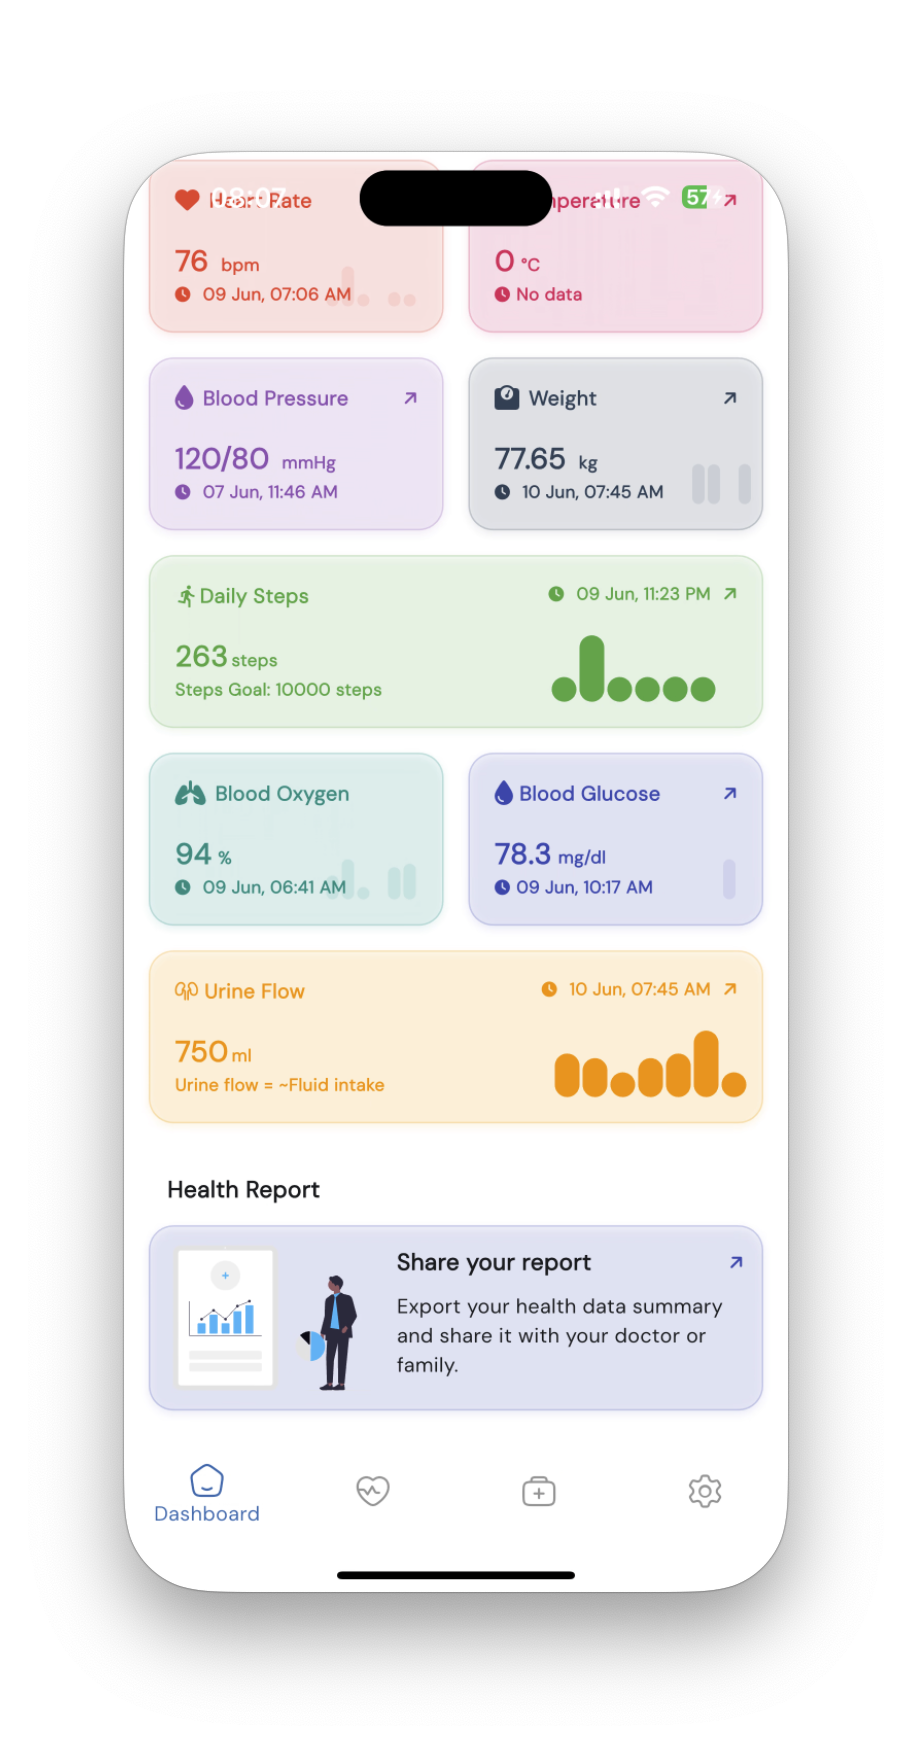 08:07
57
Heart Rate
perature
76 bpm
09 Jun, 07:06 AM
0 °C
No data
Blood Pressure
120/80 mmHg
07 Jun, 11:46 AM
Weight
77.65 kg
10 Jun, 07:45 AM
Daily Steps
09 Jun, 11:23 PM
263 steps
Steps Goal: 10000 steps
Blood Oxygen
94 %
09 Jun, 06:41 AM
Blood Glucose
78.3 mg/dl
09 Jun, 10:17 AM
Urine Flow
10 Jun, 07:45 AM
750 ml
Urine flow = ~Fluid intake
Health Report
Share your report
Export your health data summary
and share it with your doctor or
family.
Dashboard